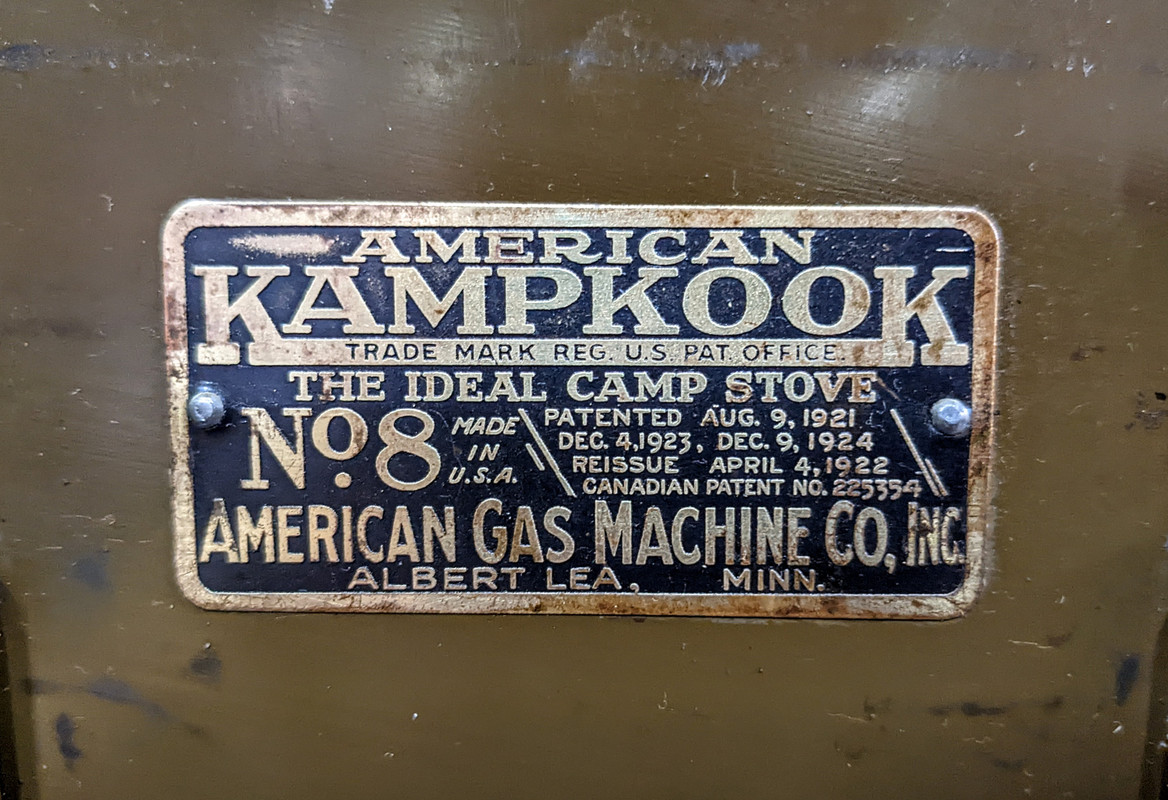 AMERICAN
KAMPKOOK
TRADE MARK REG. U.S. PAT. OFFICE.
THE IDEAL CAMP STOVE
No. 8
MADE
IN
U.S.A.
PATENTED AUG. 9, 1921
DEC. 4, 1923, DEC. 9, 1924
REISSUE APRIL 4, 1922
CANADIAN PATENT NO. 225354
AMERICAN GAS MACHINE CO, INC.
ALBERT LEA, MINN.